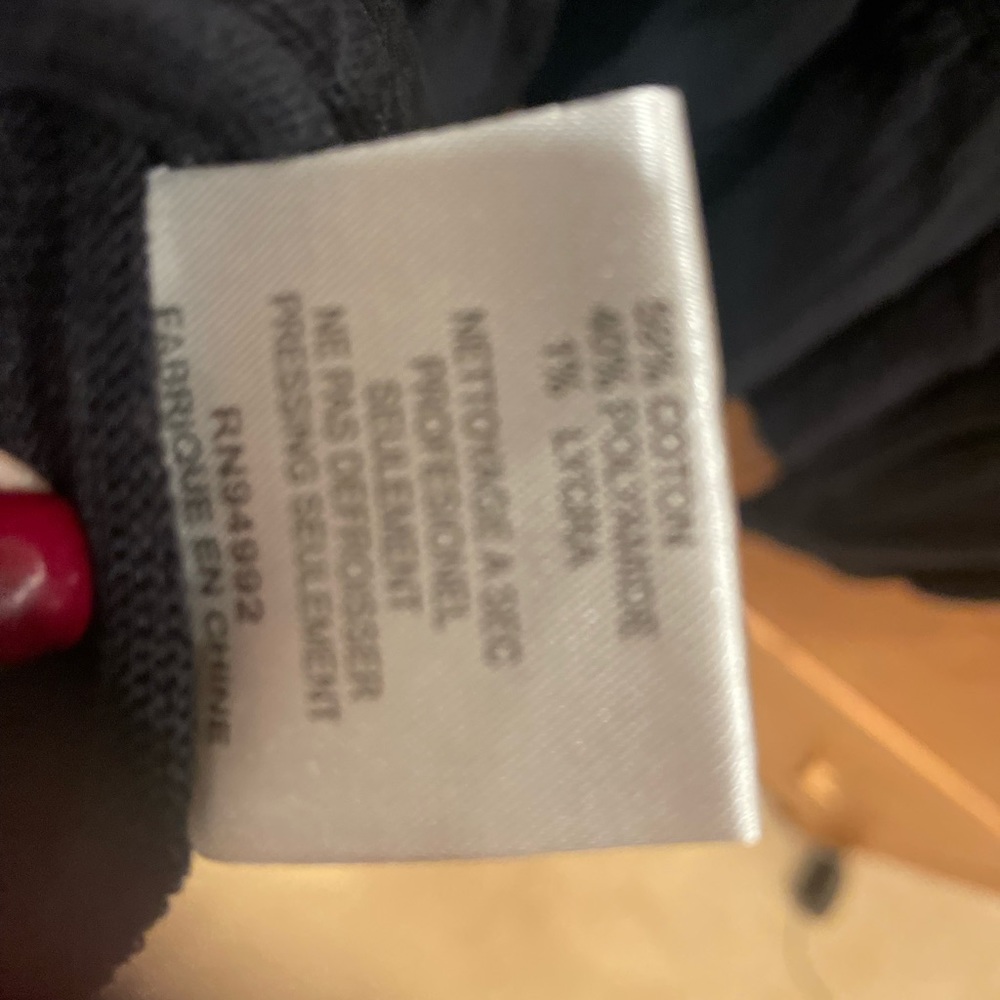 59% COTON
40% POLYAMIDE
1% LYCRA
NETTOYAGE A SEC
PROFESIONEL
SEULEMENT
NE PAS DEFROISSER
PRESSING SEULEMENT
RN94992
FABRIQUE EN CHINE